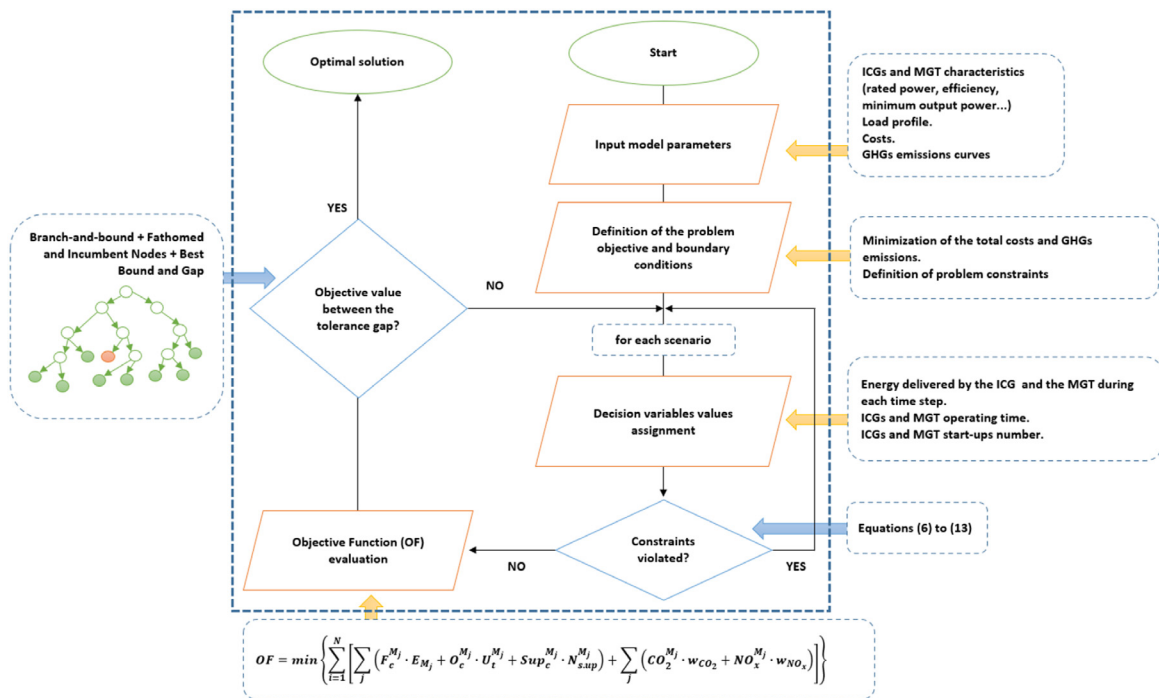 Optimal solution
Start
ICGs and MGT characteristics
(rated power, efficiency,
minimum output power...)
Load profile.
Costs.
GHGs emissions curves
Input model parameters
YES
Branch-and-bound + Fathomed
and Incumbent Nodes + Best
Bound and Gap
Definition of the problem
objective and boundary
conditions
Minimization of the total costs and GHGs
emissions.
Definition of problem constraints
Objective value
between the
tolerance gap?
NO
for each scenario
Decision variables values
assignment
Energy delivered by the ICG and the MGT during
each time step.
ICGs and MGT operating time.
ICGs and MGT start-ups number.
Equations (6) to (13)
Constraints
violated?
Objective Function (OF)
evaluation
NO
YES
OF = min{∑_{i=1}^{N}[∑_j(F_c^{M_j} · E_{M_j} + O_c^{M_j} · U_t^{M_j} + Sup_c^{M_j} · N_{s.up}^{M_j}) + ∑_j(CO_2^{M_j} · w_{CO_2} + NO_x^{M_j} · w_{NO_x})]}